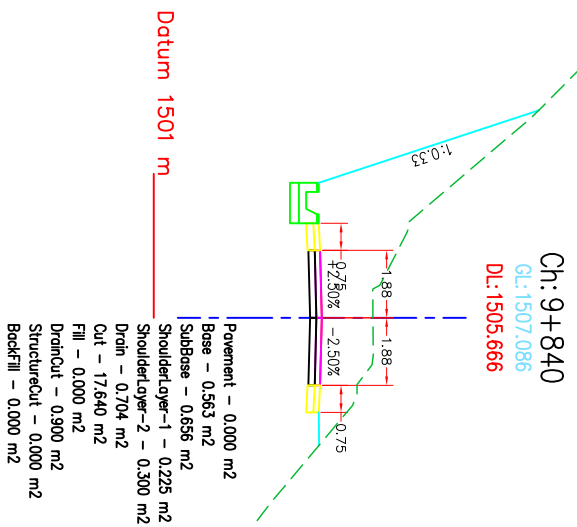 Ch: 9+840
GL:1507.086
DL:1505.666
1:0.33
0.75
1.88
1.88
0.75
+2.50%
-2.50%
Datum 1501 m
Pavement - 0.000 m2
Base - 0.563 m2
SubBase - 0.656 m2
ShoulderLayer-1 - 0.225 m2
ShoulderLayer-2 - 0.300 m2
Drain - 0.704 m2
Cut - 17.640 m2
Fill - 0.000 m2
DrainCut - 0.900 m2
StructureCut - 0.000 m2
BackFill - 0.000 m2